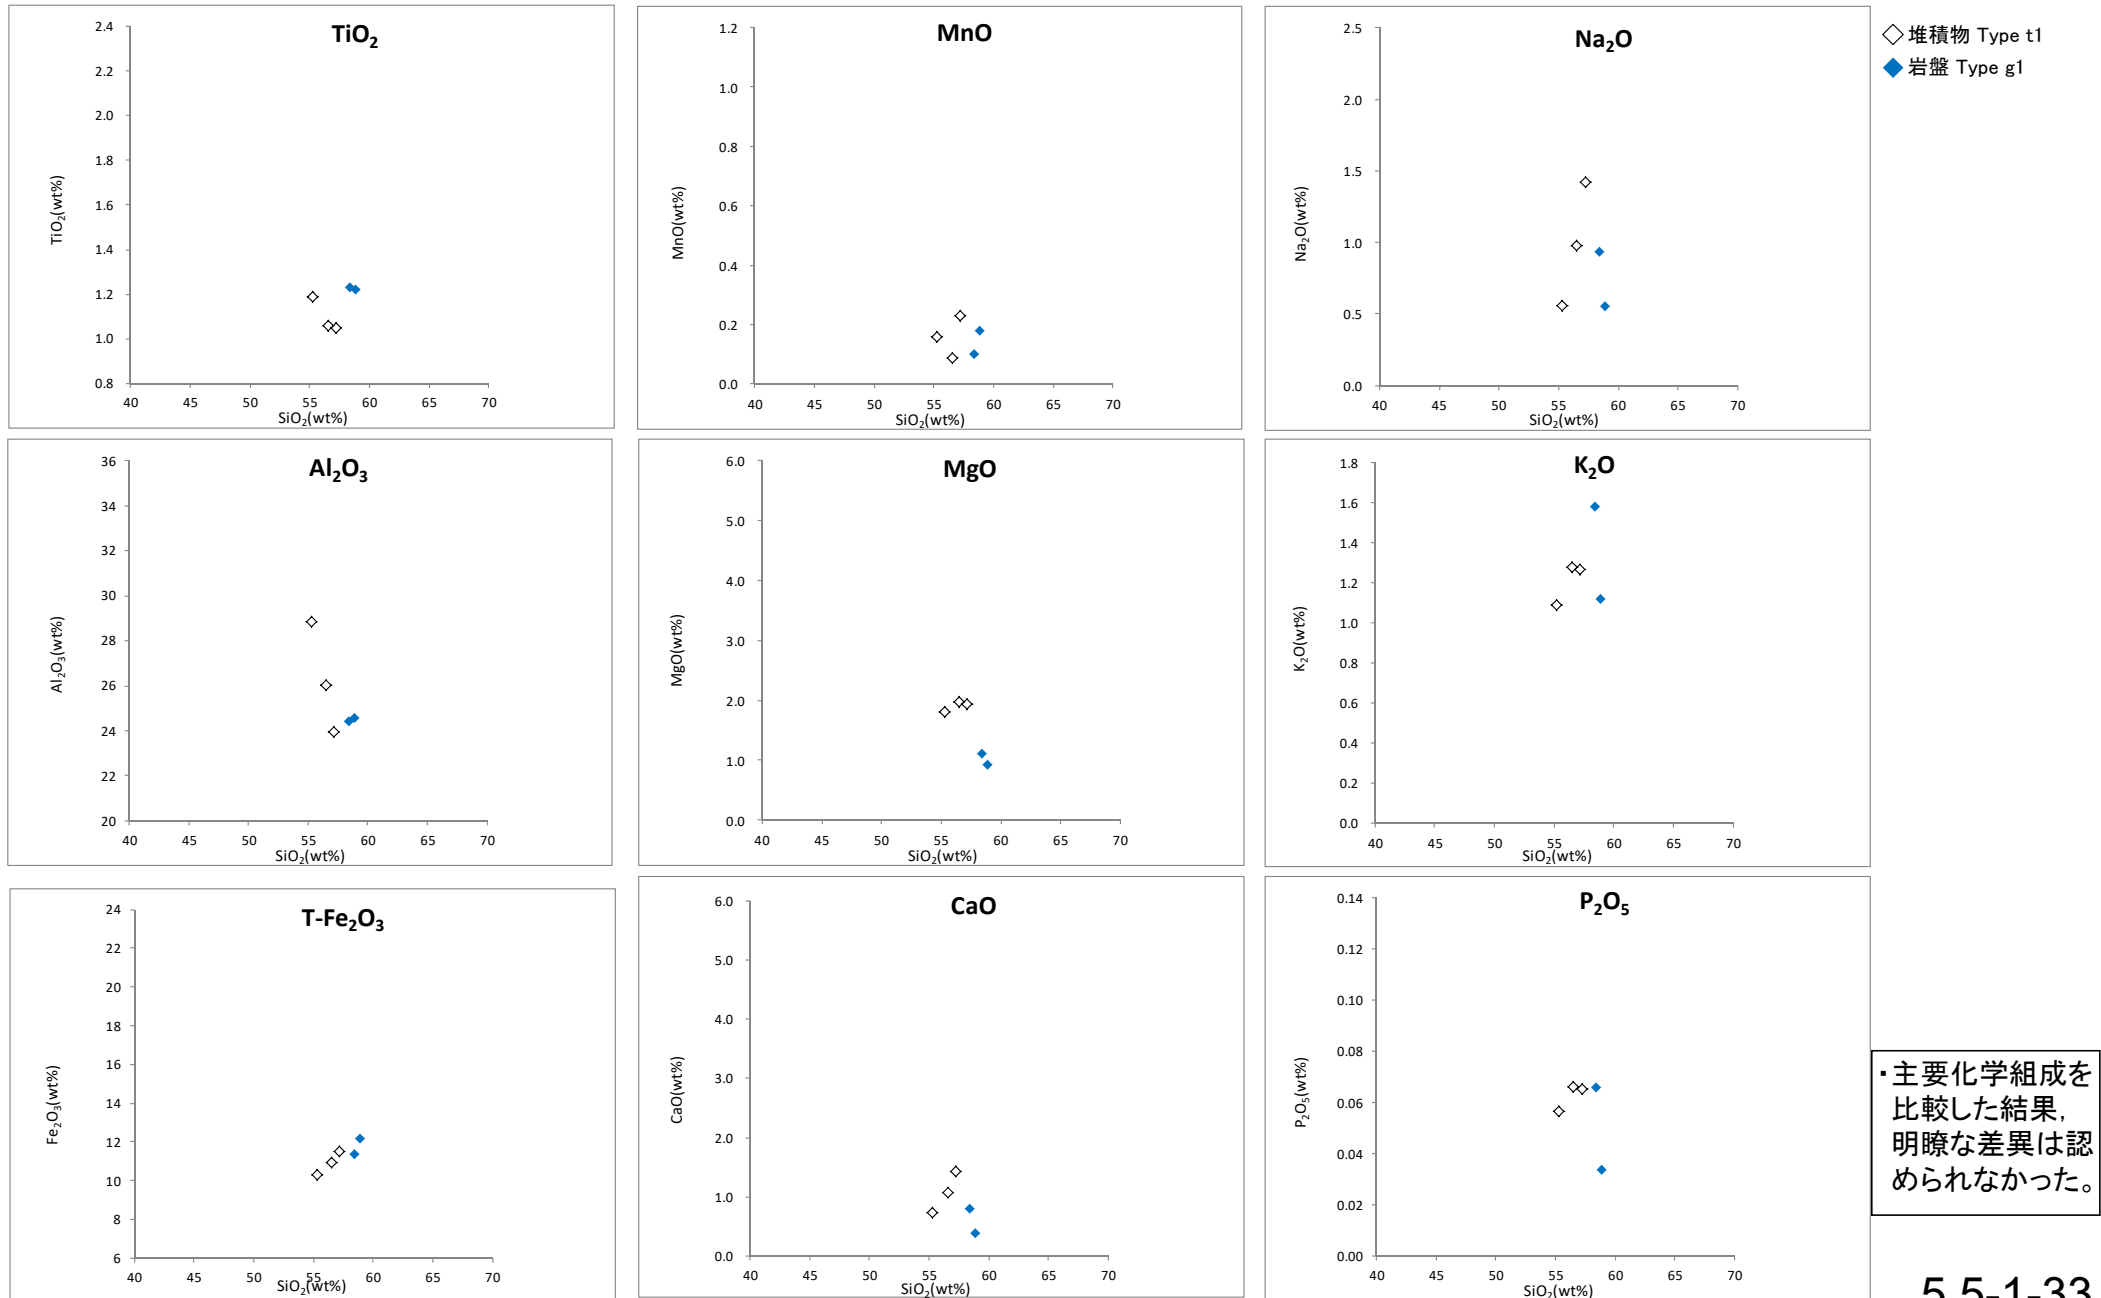 TiO₂
2.4
2.2
2.0
1.8
1.6
1.4
1.2
1.0
0.8
TiO₂(wt%)
40 45 50 55 60 65 70
SiO₂(wt%)
MnO
1.2
1.0
0.8
0.6
0.4
0.2
0.0
MnO(wt%)
40 45 50 55 60 65 70
SiO₂(wt%)
Na₂O
2.5
2.0
1.5
1.0
0.5
0.0
Na₂O(wt%)
40 45 50 55 60 65 70
SiO₂(wt%)
堆積物 Type t1
岩盤 Type g1
Al₂O₃
36
34
32
30
28
26
24
22
20
Al₂O₃(wt%)
40 45 50 55 60 65 70
SiO₂(wt%)
MgO
6.0
5.0
4.0
3.0
2.0
1.0
0.0
MgO(wt%)
40 45 50 55 60 65 70
SiO₂(wt%)
K₂O
1.8
1.6
1.4
1.2
1.0
0.8
0.6
0.4
0.2
0.0
K₂O(wt%)
40 45 50 55 60 65 70
SiO₂(wt%)
T-Fe₂O₃
24
22
20
18
16
14
12
10
8
6
Fe₂O₃(wt%)
40 45 50 55 60 65 70
SiO₂(wt%)
CaO
6.0
5.0
4.0
3.0
2.0
1.0
0.0
CaO(wt%)
40 45 50 55 60 65 70
SiO₂(wt%)
P₂O₅
0.14
0.12
0.10
0.08
0.06
0.04
0.02
0.00
P₂O₅(wt%)
40 45 50 55 60 65 70
SiO₂(wt%)
・主要化学組成を
比較した結果,
明瞭な差異は認
められなかった。
5.5-1-33